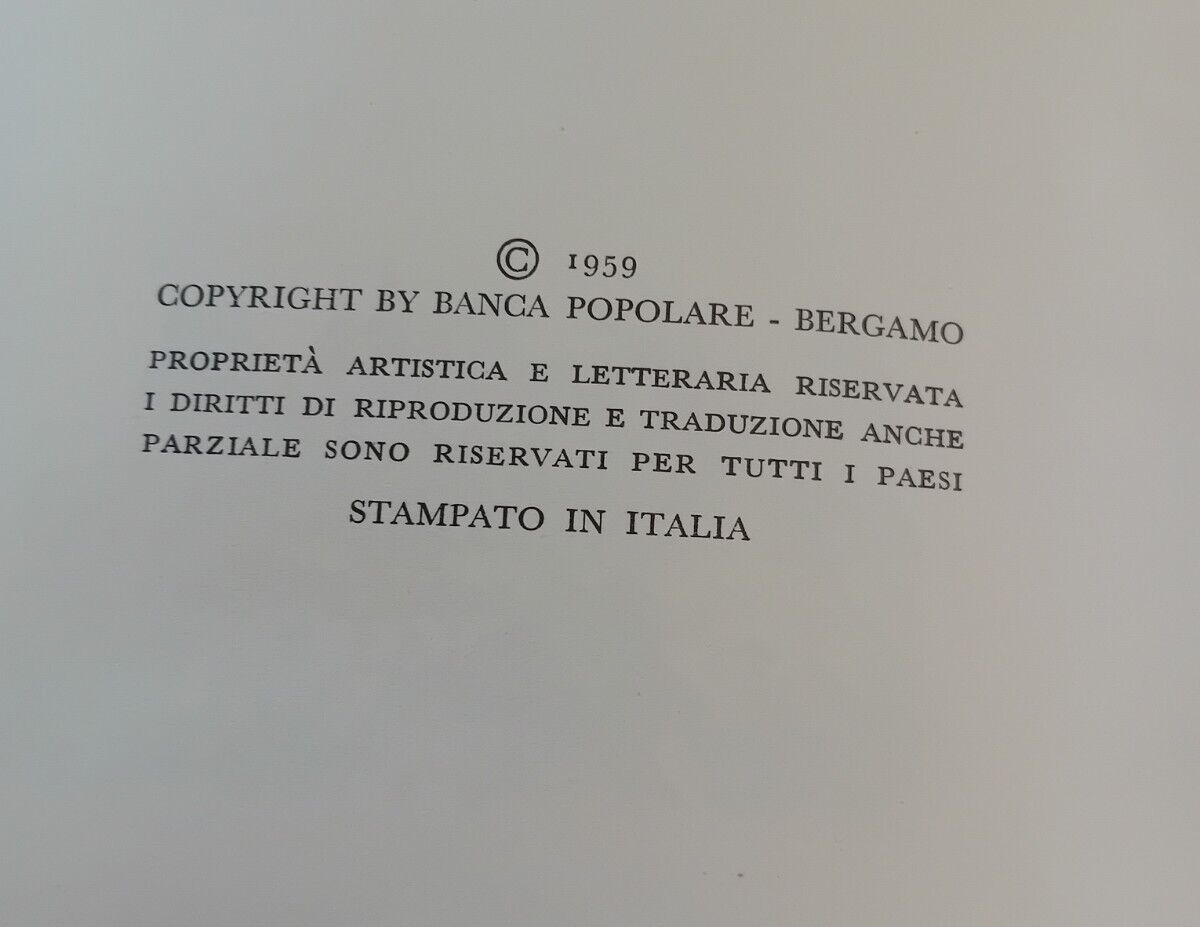 © 1959
COPYRIGHT BY BANCA POPOLARE - BERGAMO
PROPRIETÀ ARTISTICA E LETTERARIA RISERVATA
I DIRITTI DI RIPRODUZIONE E TRADUZIONE ANCHE
PARZIALE SONO RISERVATI PER TUTTI I PAESI
STAMPATO IN ITALIA